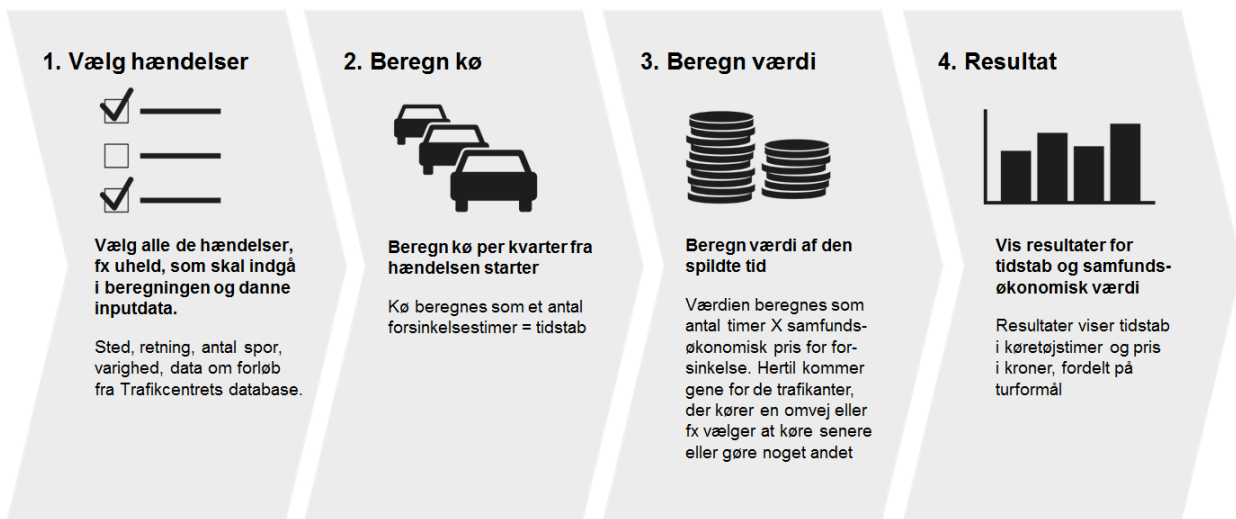 1. Vælg hændelser
Vælg alle de hændelser,
fx uheld, som skal indgå
i beregningen og danne
inputdata.
Sted, retning, antal spor,
varighed, data om forløb
fra Trafikcentrets database.
2. Beregn kø
Beregn kø per kvarter fra
hændelsen starter
Kø beregnes som et antal
forsinkelsestimer = tidstab
3. Beregn værdi
Beregn værdi af den
spildte tid
Værdien beregnes som
antal timer X samfunds-
økonomisk pris for for-
sinkelse. Hertil kommer
gene for de trafikanter,
der kører en omvej eller
fx vælger at køre senere
eller gøre noget andet
4. Resultat
Vis resultater for
tidstab og samfunds-
økonomisk værdi
Resultater viser tidstab
i køretøjstimer og pris
i kroner, fordelt på
turformål